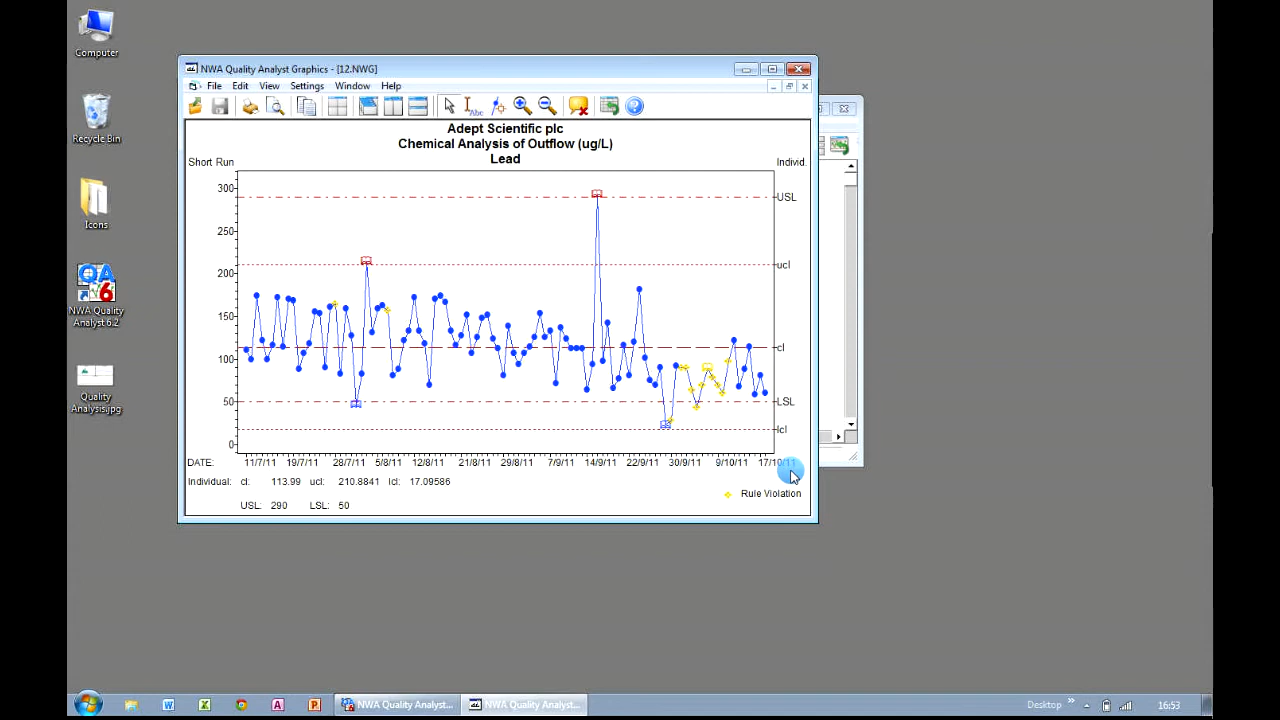 Computer
Recycle Bin
Icons
NWA Quality
Analyst 6.2
Quality
Analysis.jpg
NWA Quality Analyst Graphics - [12.NWG]
File Edit View Settings Window Help
Abc
Adept Scientific plc
Chemical Analysis of Outflow (ug/L)
Lead
Short Run
Individ.
300
250
200
150
100
50
0
USL
ucl
cl
LSL
lcl
DATE: 11/7/11 19/7/11 28/7/11 5/8/11 12/8/11 21/8/11 29/8/11 7/9/11 14/9/11 22/9/11 30/9/11 9/10/11 17/10/11
Individual: cl: 113.99 ucl: 210.8841 lcl: 17.09586
Rule Violation
USL: 290 LSL: 50
NWA Quality Analyst...
NWA Quality Analyst...
Desktop
16:53